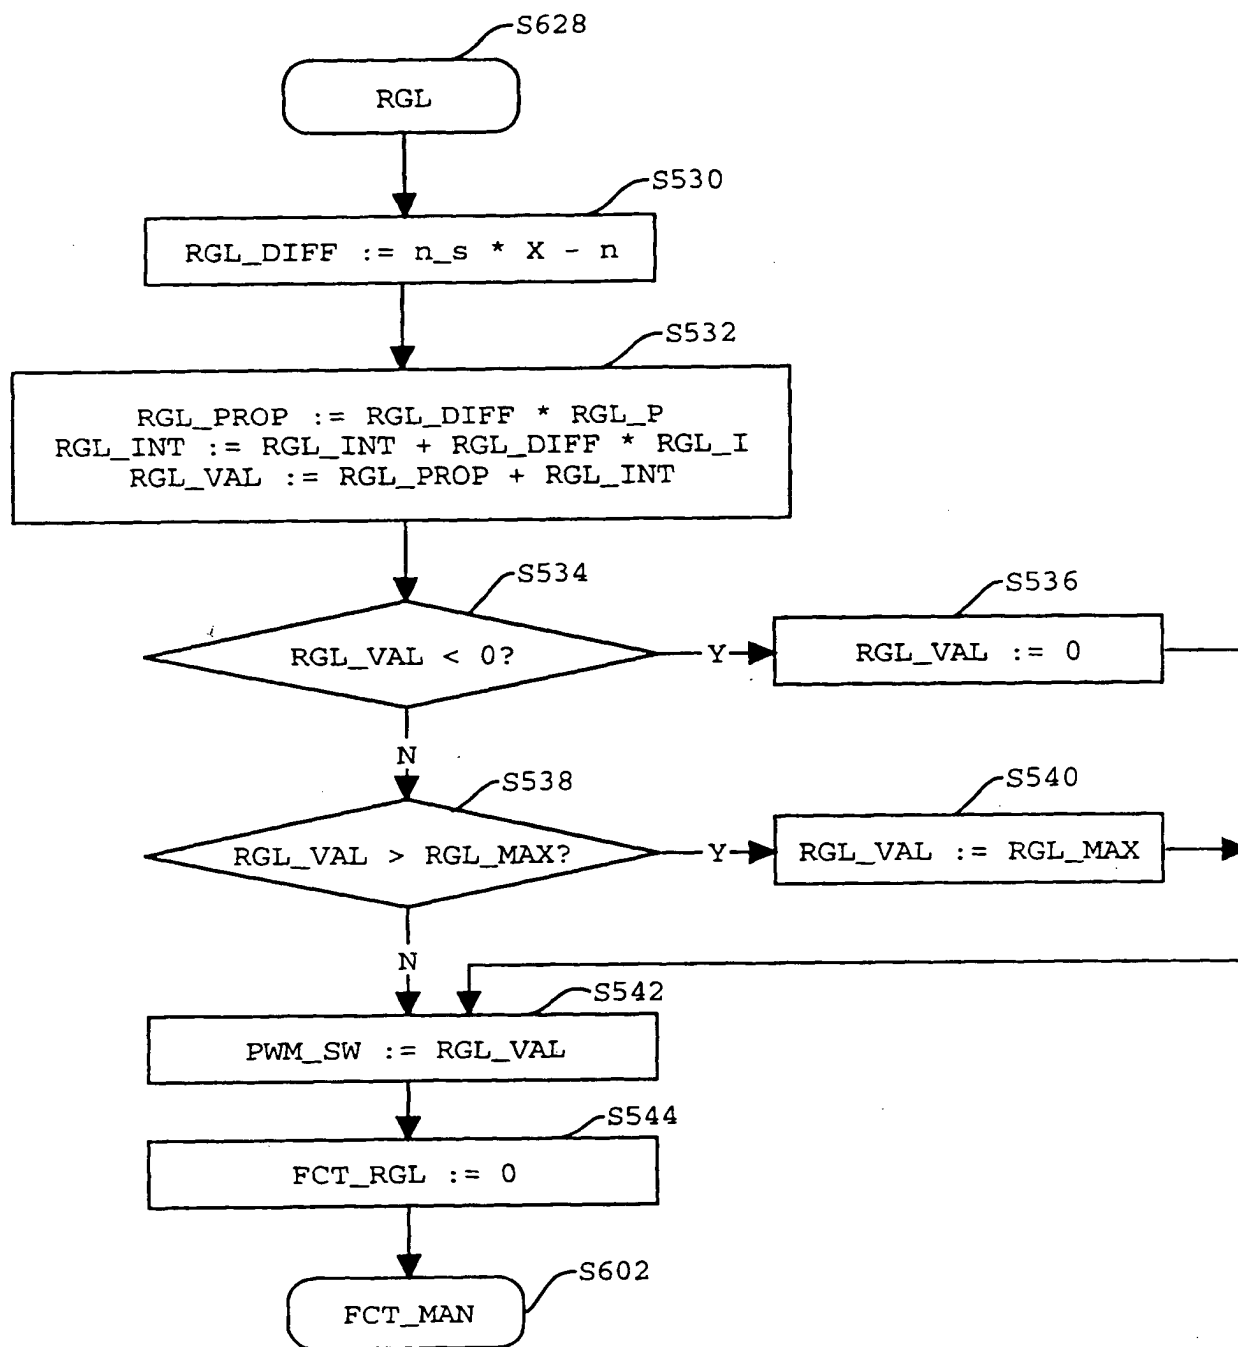 S628
RGL
S530
RGL_DIFF := n_s * X - n
S532
RGL_PROP := RGL_DIFF * RGL_P
RGL_INT := RGL_INT + RGL_DIFF * RGL_I
RGL_VAL := RGL_PROP + RGL_INT
S534
RGL_VAL < 0?
Y
S536
RGL_VAL := 0
N
S538
RGL_VAL > RGL_MAX?
Y
S540
RGL_VAL := RGL_MAX
N
S542
PWM_SW := RGL_VAL
S544
FCT_RGL := 0
S602
FCT_MAN